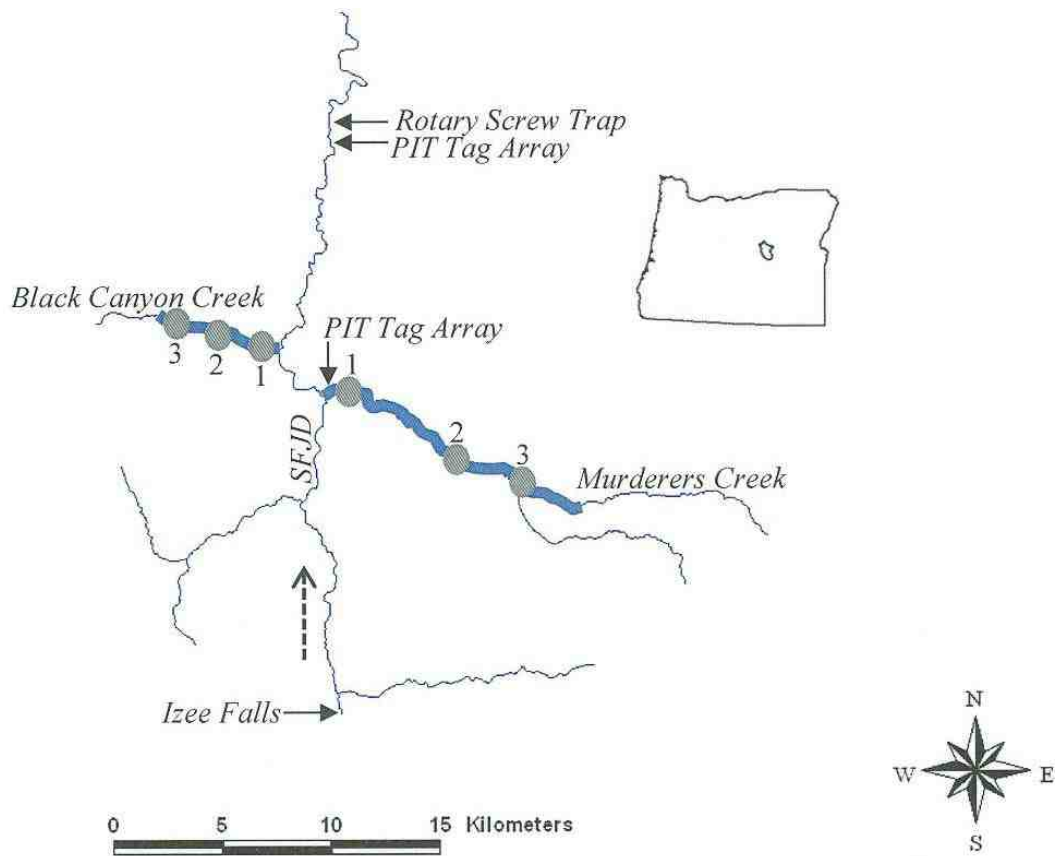 Rotary Screw Trap
PIT Tag Array
Black Canyon Creek
PIT Tag Array
3
2
1
1
SFJD
2
3
Murderers Creek
Izee Falls
N
W
E
S
0 5 10 15 Kilometers